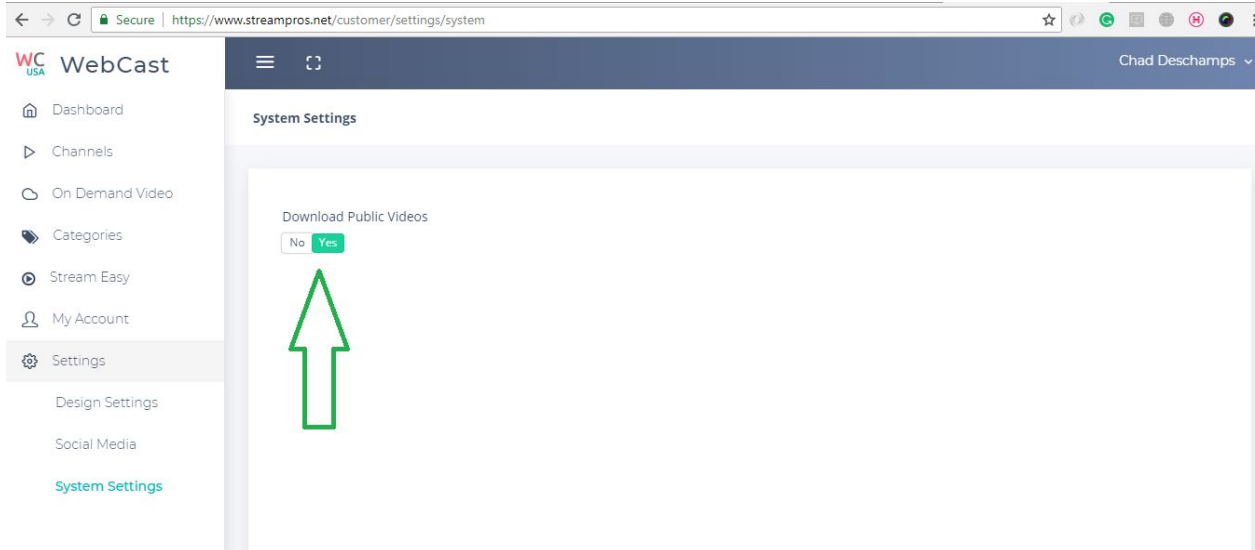 Secure | https://www.streampros.net/customer/settings/system
WC USA WebCast
Chad Deschamps
Dashboard
System Settings
Channels
On Demand Video
Download Public Videos
No Yes
Categories
Stream Easy
My Account
Settings
Design Settings
Social Media
System Settings